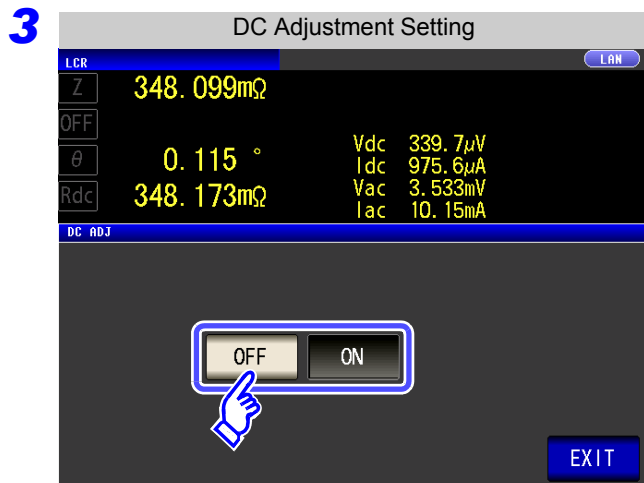 3
DC Adjustment Setting
LCR
LAN
Z 348.099mΩ
OFF
θ 0.115 °
Rdc 348.173mΩ
Vdc 339.7μV
Idc 975.6μA
Vac 3.533mV
Iac 10.15mA
DC ADJ
OFF ON
EXIT